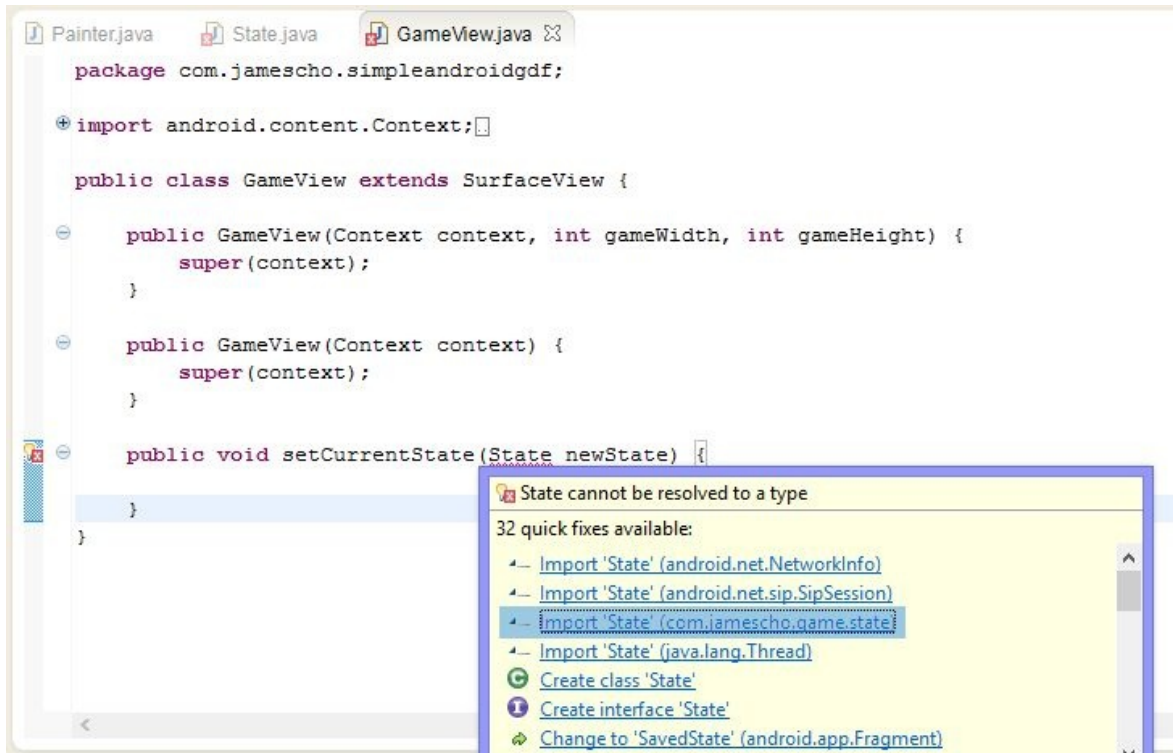 Painter.java State.java GameView.java
package com.jamescho.simpleandroidgdf;
import android.content.Context;
public class GameView extends SurfaceView {
public GameView(Context context, int gameWidth, int gameHeight) {
super(context);
}
public GameView(Context context) {
super(context);
}
public void setCurrentState(State newState) {
}
}
State cannot be resolved to a type
32 quick fixes available:
Import 'State' (android.net.NetworkInfo)
Import 'State' (android.net.sip.SipSession)
Import 'State' (com.jamescho.game.state)
Import 'State' (java.lang.Thread)
Create class 'State'
Create interface 'State'
Change to 'SavedState' (android.app.Fragment)